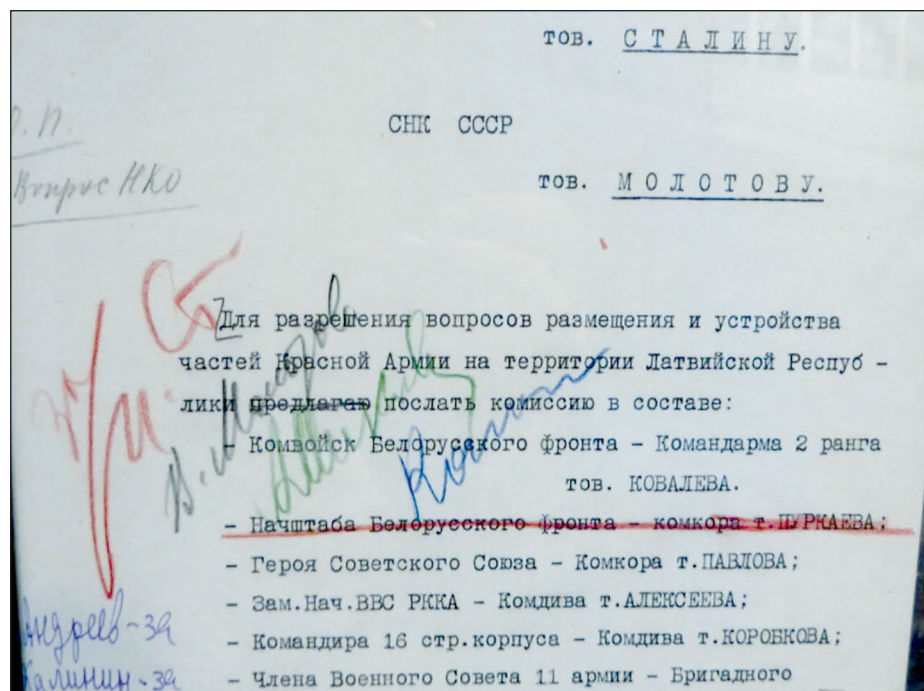 тов. СТАЛИНУ.
СНК СССР
П.
Вопрос НКО
тов. МОЛОТОВУ.
Для разрешения вопросов размещения и устройства
частей Красной Армии на территории Латвийской Респуб -
лики предлагаю послать комиссию в составе:
- Комвойск Белорусского фронта - Командарма 2 ранга
тов. КОВАЛЕВА.
- Начштаба Белорусского фронта - комкора т.ПУРКАЕВА;
- Героя Советского Союза - Комкора т.ПАВЛОВА;
- Зам.Нач.ВВС РККА - Комдива т.АЛЕКСЕЕВА;
- Командира 16 стр.корпуса - Комдива т.КОРОБКОВА;
- Члена Военного Совета 11 армии - Бригадного
Андреев - за
Калинин - за